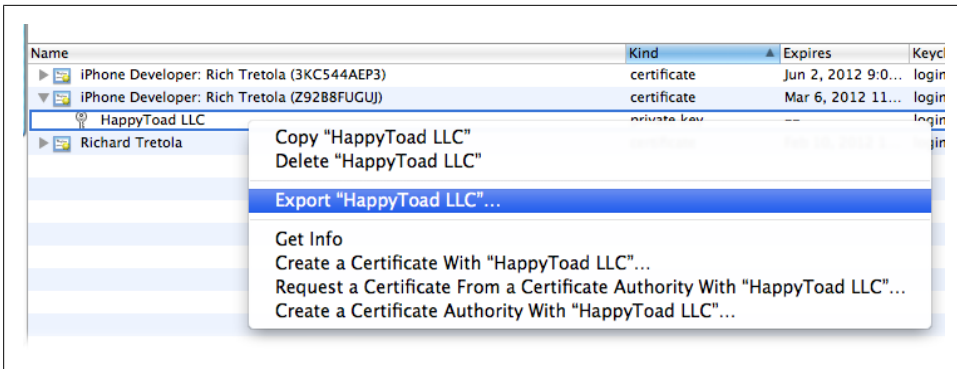 Name Kind Expires Keych
iPhone Developer: Rich Tretola (3KC544AEP3) certificate Jun 2, 2012 9:0... login
iPhone Developer: Rich Tretola (Z92B8FUGUJ) certificate Mar 6, 2012 11... login
HappyToad LLC private key -- login
Richard Tretola
Copy “HappyToad LLC”
Delete “HappyToad LLC”
Export “HappyToad LLC”...
Get Info
Create a Certificate With “HappyToad LLC”...
Request a Certificate From a Certificate Authority With “HappyToad LLC”...
Create a Certificate Authority With “HappyToad LLC”...